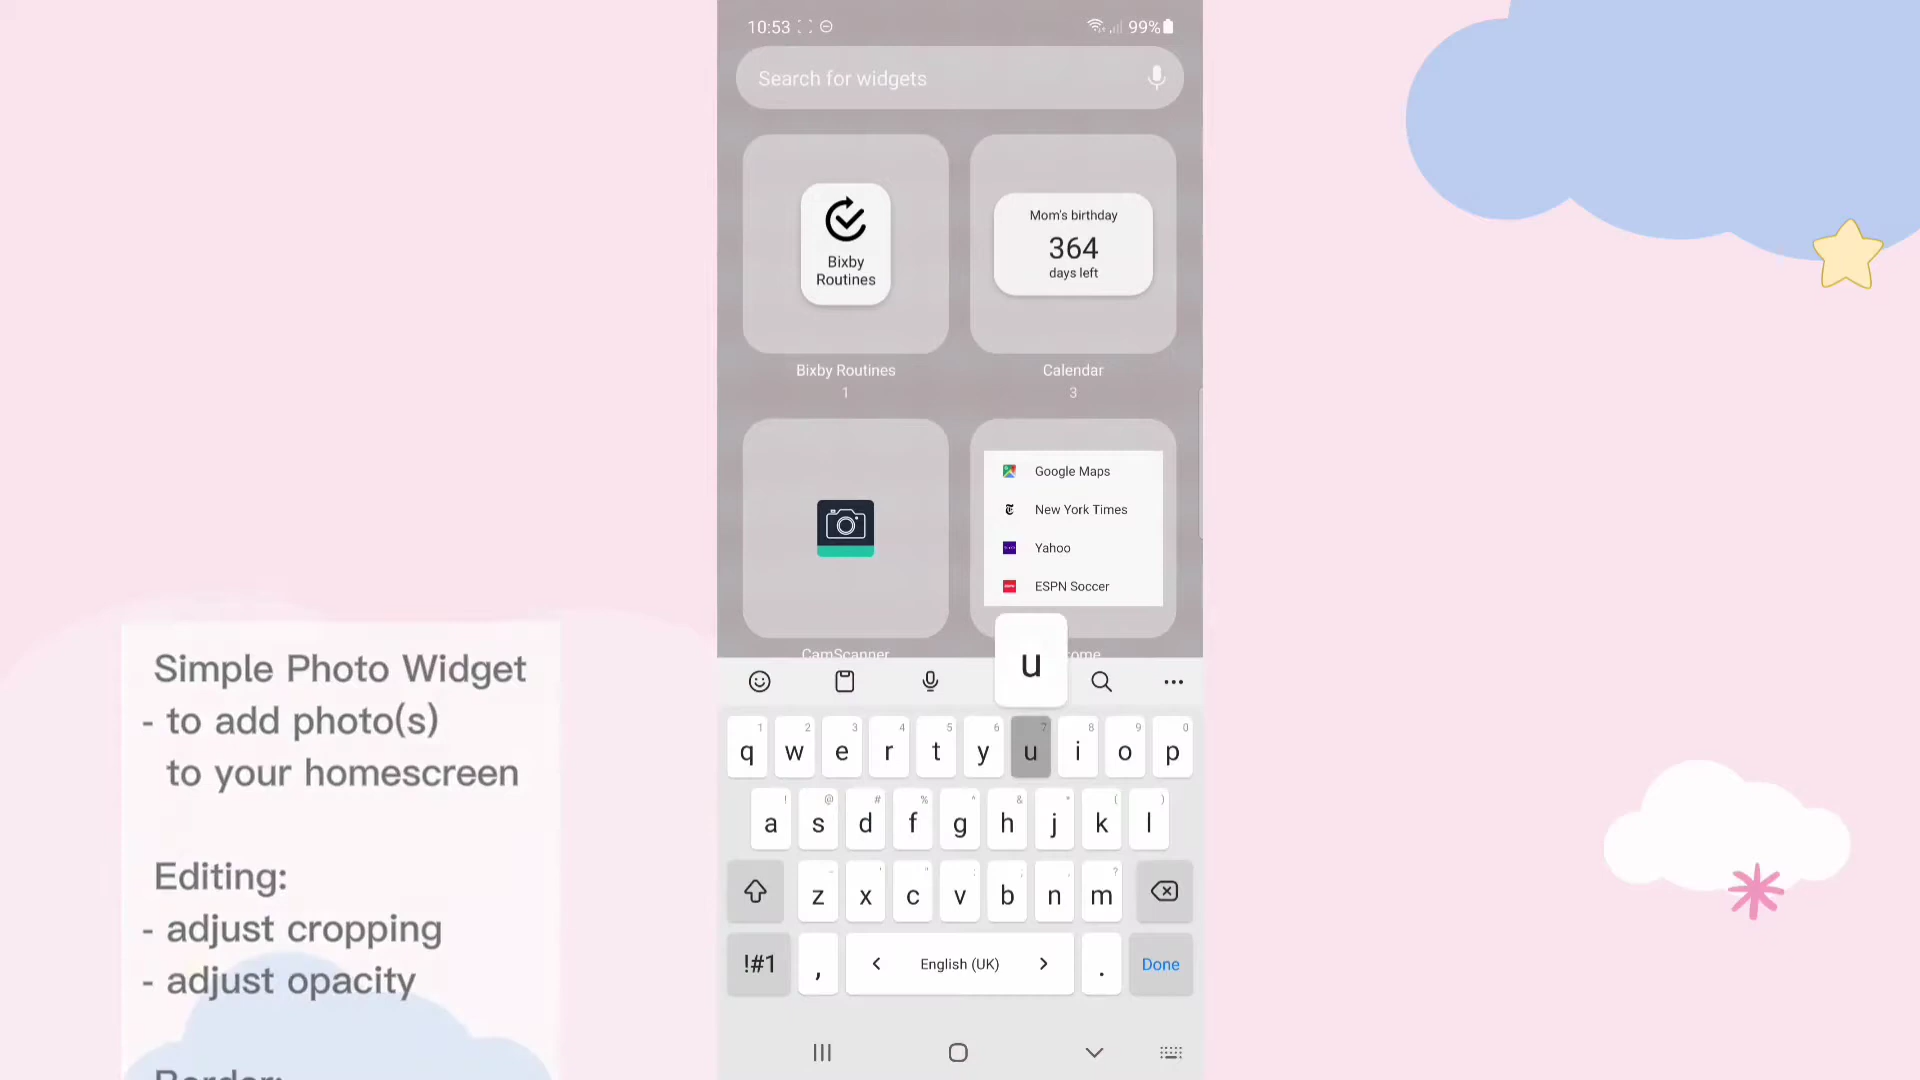 10:53
99%
Search for widgets
Bixby
Routines
Mom's birthday
364
days left
Bixby Routines
1
Calendar
3
Google Maps
New York Times
Yahoo
ESPN Soccer
CamScanner
u
q w e r t y u i o p
1 2 3 4 5 6 7 8 9 0
a s d f g h j k l
z x c v b n m
!#1 , < English (UK) > . Done
Simple Photo Widget
- to add photo(s)
to your homescreen
Editing:
- adjust cropping
- adjust opacity
Border: